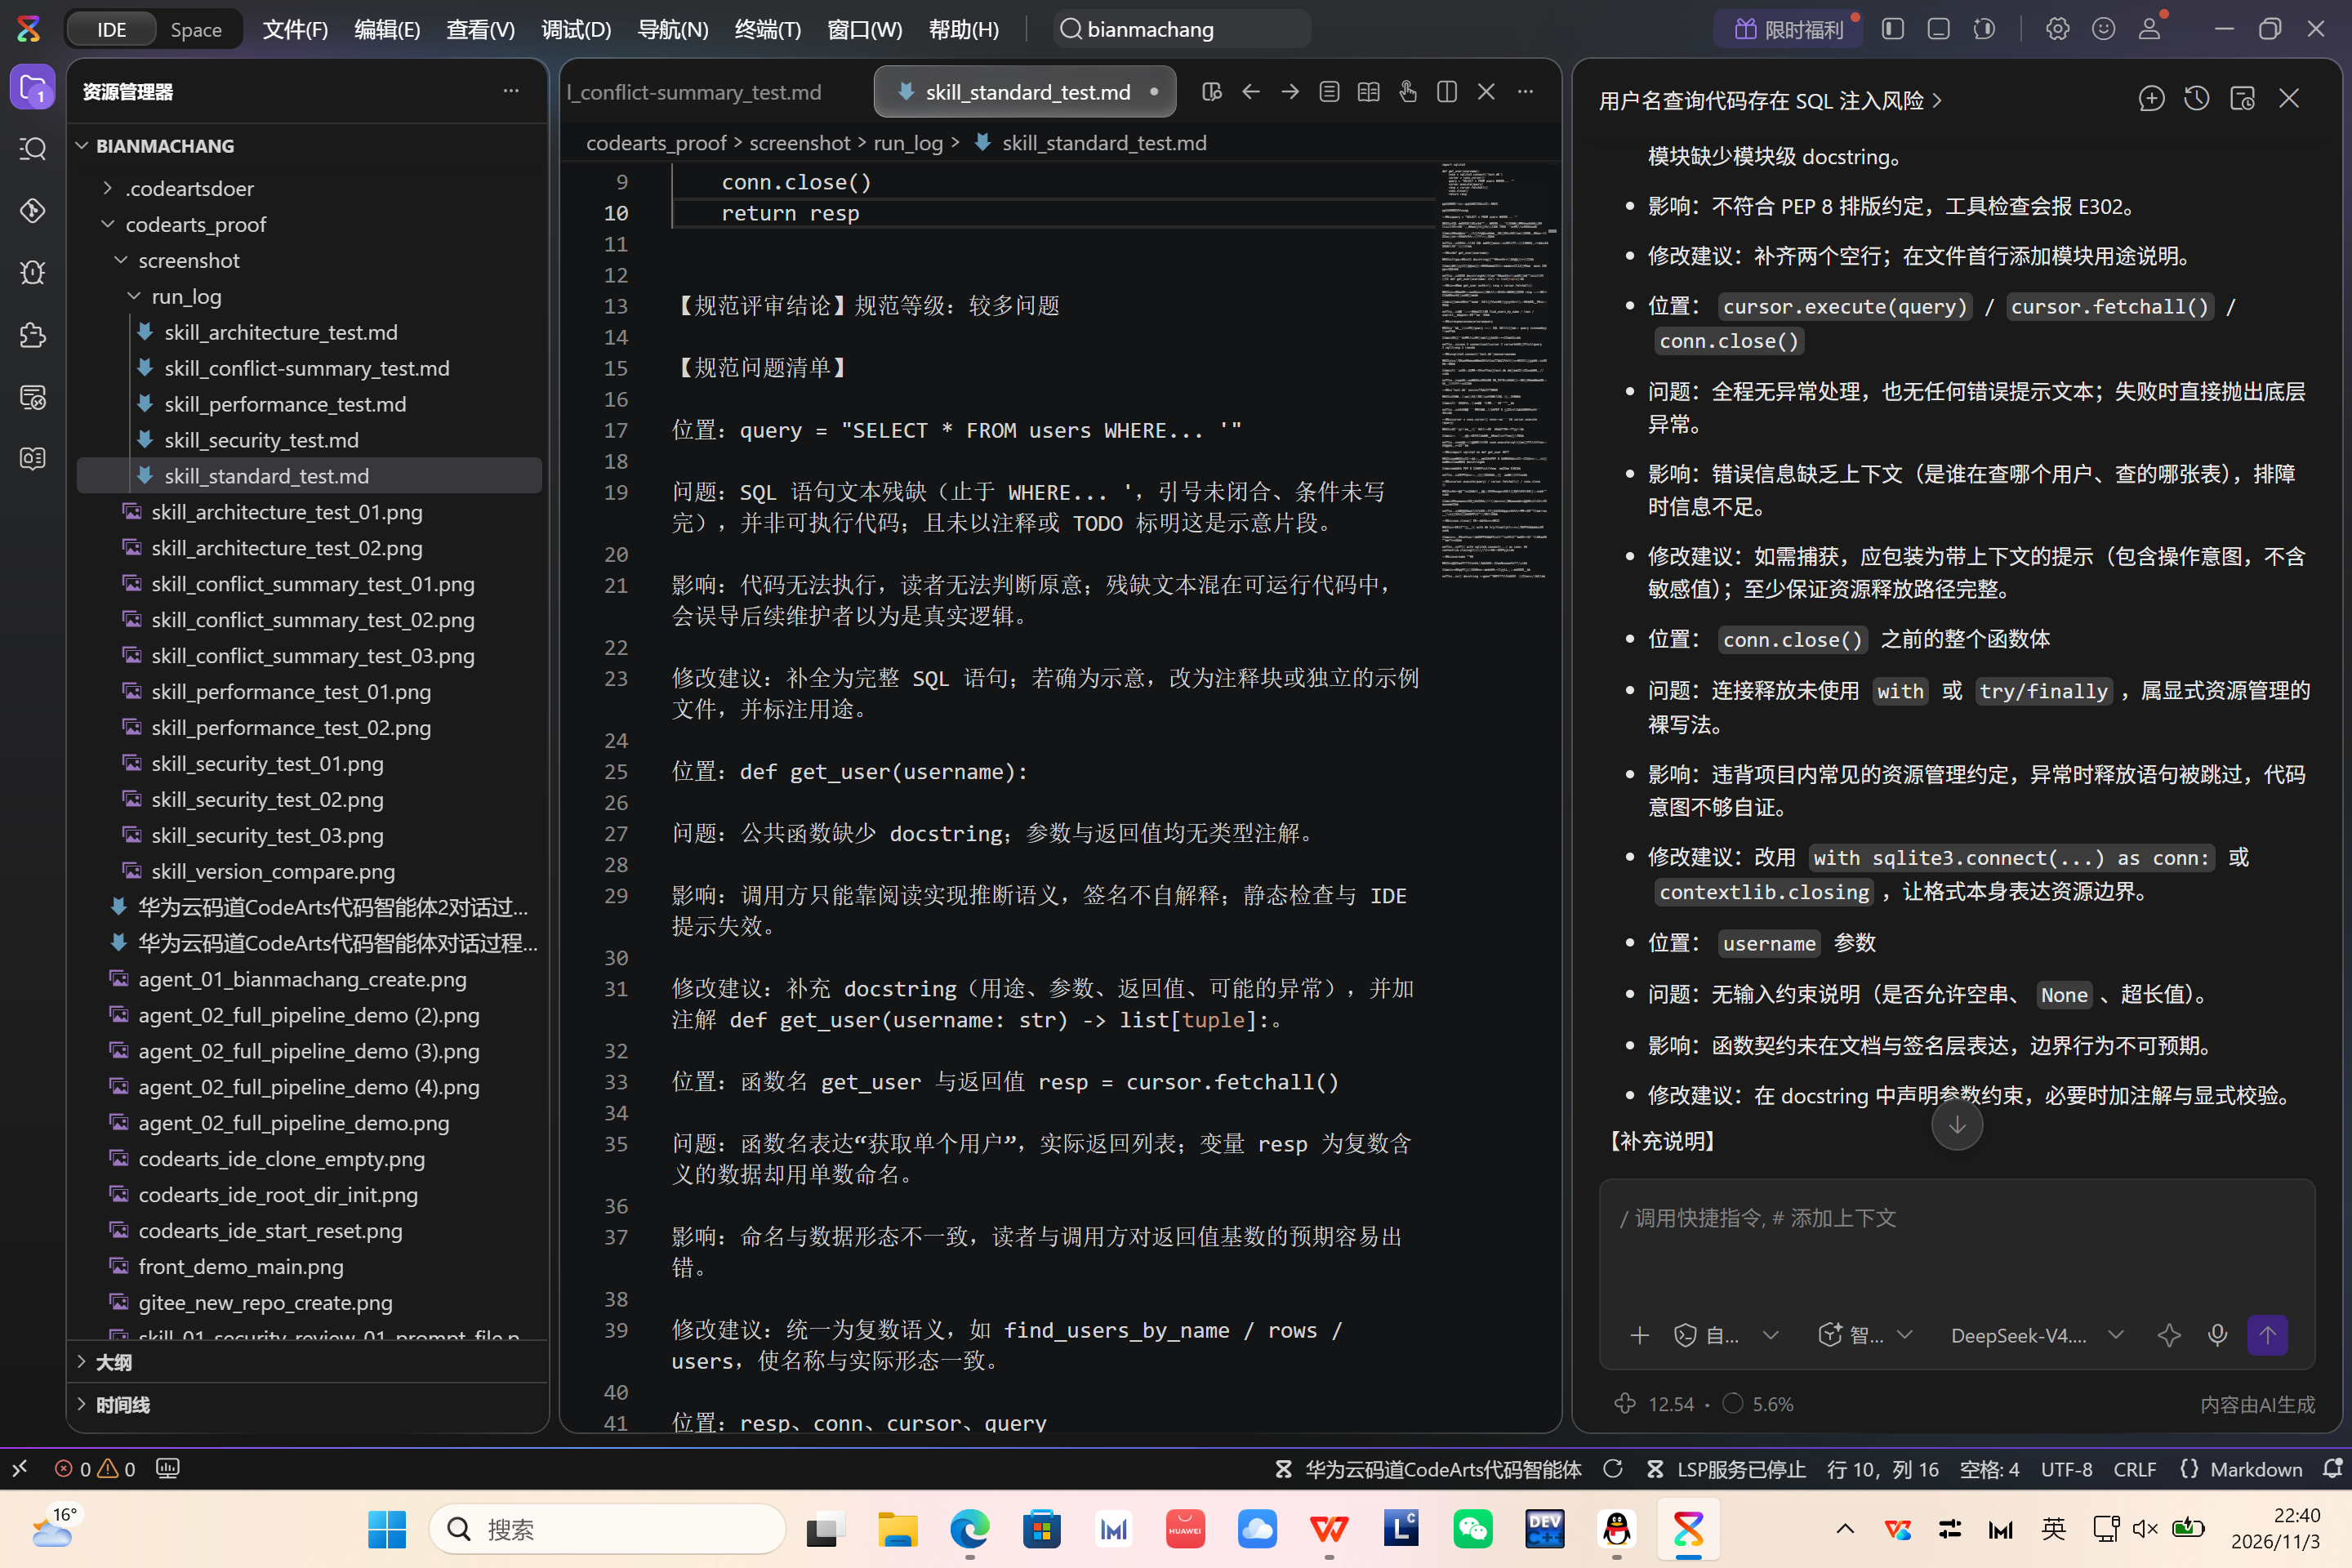 IDE Space 文件(F) 编辑(E) 查看(V) 调试(D) 导航(N) 终端(T) 窗口(W) 帮助(H) bianmachang 限时福利
1
资源管理器
BIANMACHANG
.codeartsdoer
codearts_proof
screenshot
run_log
skill_architecture_test.md
skill_conflict-summary_test.md
skill_performance_test.md
skill_security_test.md
skill_standard_test.md
skill_architecture_test_01.png
skill_architecture_test_02.png
skill_conflict_summary_test_01.png
skill_conflict_summary_test_02.png
skill_conflict_summary_test_03.png
skill_performance_test_01.png
skill_performance_test_02.png
skill_security_test_01.png
skill_security_test_02.png
skill_security_test_03.png
skill_version_compare.png
华为云码道CodeArts代码智能体2对话过...
华为云码道CodeArts代码智能体对话过程...
agent_01_bianmachang_create.png
agent_02_full_pipeline_demo (2).png
agent_02_full_pipeline_demo (3).png
agent_02_full_pipeline_demo (4).png
agent_02_full_pipeline_demo.png
codearts_ide_clone_empty.png
codearts_ide_root_dir_init.png
codearts_ide_start_reset.png
front_demo_main.png
gitee_new_repo_create.png
skill_01_security_review_01_prompt_file.p
大纲
时间线
l_conflict-summary_test.md skill_standard_test.md
codearts_proof > screenshot > run_log > skill_standard_test.md
9 conn.close()
10 return resp
11
12
13 【规范评审结论】规范等级：较多问题
14
15 【规范问题清单】
16
17 位置：query = "SELECT * FROM users WHERE... '"
18
19 问题：SQL 语句文本残缺（止于 WHERE... '，引号未闭合、条件未写
完），并非可执行代码；且未以注释或 TODO 标明这是示意片段。
20
21 影响：代码无法执行，读者无法判断原意；残缺文本混在可运行代码中，
会误导后续维护者以为是真实逻辑。
22
23 修改建议：补全为完整 SQL 语句；若确为示意，改为注释块或独立的示例
文件，并标注用途。
24
25 位置：def get_user(username):
26
27 问题：公共函数缺少 docstring；参数与返回值均无类型注解。
28
29 影响：调用方只能靠阅读实现推断语义，签名不自解释；静态检查与 IDE
提示失效。
30
31 修改建议：补充 docstring（用途、参数、返回值、可能的异常），并加
注解 def get_user(username: str) -> list[tuple]:。
32
33 位置：函数名 get_user 与返回值 resp = cursor.fetchall()
34
35 问题：函数名表达“获取单个用户”，实际返回列表；变量 resp 为复数含
义的数据却用单数命名。
36
37 影响：命名与数据形态不一致，读者与调用方对返回值基数的预期容易出
错。
38
39 修改建议：统一为复数语义，如 find_users_by_name / rows /
users，使名称与实际形态一致。
40
41 位置：resp、conn、cursor、query
用户名查询代码存在 SQL 注入风险 >
模块缺少模块级 docstring。
• 影响：不符合 PEP 8 排版约定，工具检查会报 E302。
• 修改建议：补齐两个空行；在文件首行添加模块用途说明。
• 位置： cursor.execute(query) / cursor.fetchall() /
conn.close()
• 问题：全程无异常处理，也无任何错误提示文本；失败时直接抛出底层
异常。
• 影响：错误信息缺乏上下文（是谁在查哪个用户、查的哪张表），排障
时信息不足。
• 修改建议：如需捕获，应包装为带上下文的提示（包含操作意图，不含
敏感值）；至少保证资源释放路径完整。
• 位置： conn.close() 之前的整个函数体
• 问题：连接释放未使用 with 或 try/finally ，属显式资源管理的
裸写法。
• 影响：违背项目内常见的资源管理约定，异常时释放语句被跳过，代码
意图不够自证。
• 修改建议：改用 with sqlite3.connect(...) as conn: 或
contextlib.closing ，让格式本身表达资源边界。
• 位置： username 参数
• 问题：无输入约束说明（是否允许空串、 None 、超长值）。
• 影响：函数契约未在文档与签名层表达，边界行为不可预期。
• 修改建议：在 docstring 中声明参数约束，必要时加注解与显式校验。
【补充说明】
/ 调用快捷指令, # 添加上下文
自... 智... DeepSeek-V4....
12.54 · 5.6% 内容由AI生成
0 0 华为云码道CodeArts代码智能体 LSP服务已停止 行 10，列 16 空格: 4 UTF-8 CRLF {} Markdown
16° 搜索 HUAWEI LC DEV C++ 英 22:40
2026/11/3